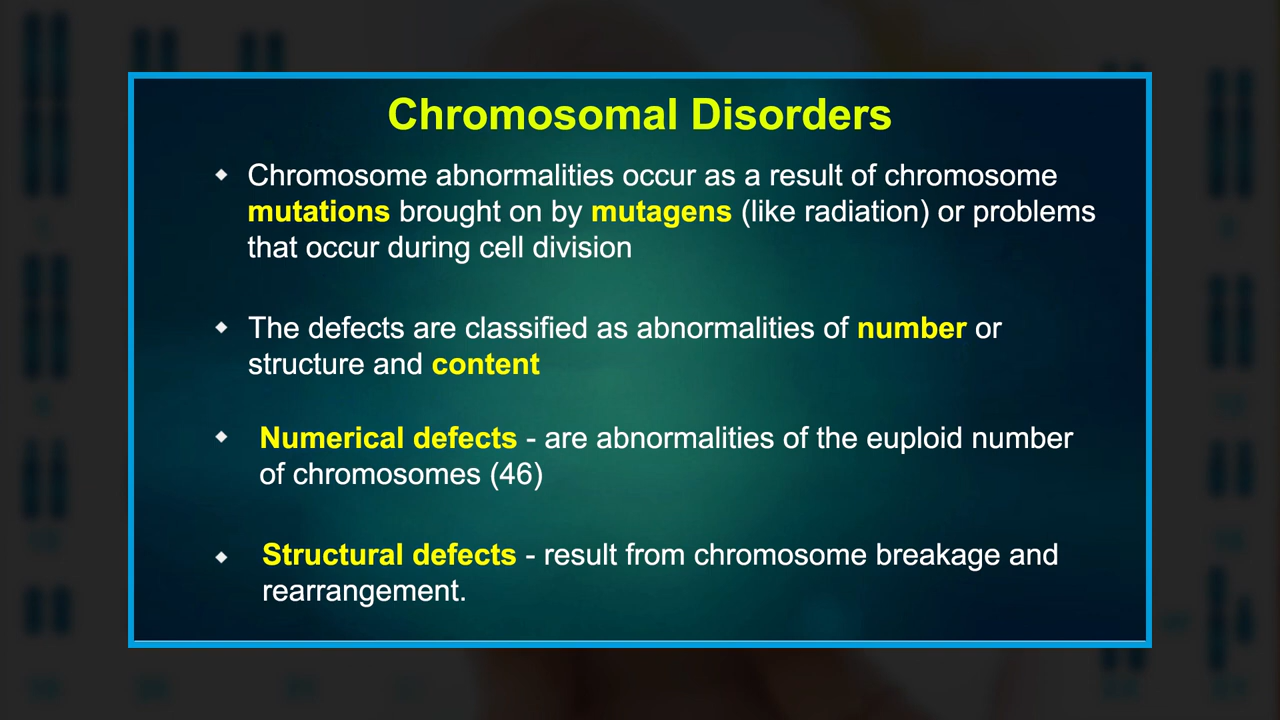 Chromosomal Disorders
Chromosome abnormalities occur as a result of chromosome
mutations brought on by mutagens (like radiation) or problems
that occur during cell division
The defects are classified as abnormalities of number or
structure and content
Numerical defects - are abnormalities of the euploid number
of chromosomes (46)
Structural defects - result from chromosome breakage and
rearrangement.